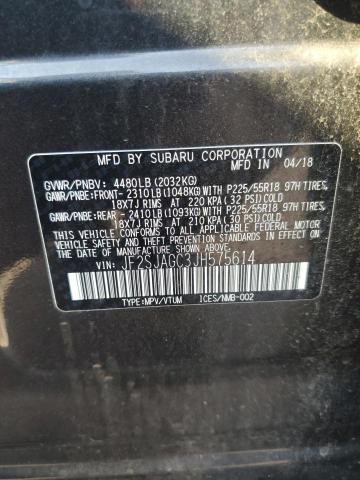 MFD BY SUBARU CORPORATION
MFD IN 04/18
GVWR/PNBV: 4480LB (2032KG)
GAWR/PNBE:FRONT- 2310LB(1048KG)WITH P225/55R18 97H TIRES,
18X7J RIMS AT 220 KPA ( 32 PSI) COLD
GAWR/PNBE:REAR - 2410LB(1093KG)WITH P225/55R18 97H TIRES,
18X7J RIMS AT 210 KPA( 30 PSI)COLD
THIS VEHICLE CONFORMS TO ALL APPLICABLE FEDERAL
MOTOR VEHICLE SAFETY, BUMPER, AND THEFT PREVENTION
STANDARDS IN EFFECT ON THE DATE OF
MANUFACTURE SHOWN ABOVE.
VIN: JF2SJAGC3JH575614
TYPE:MPV/VTUM ICES/NMB-002